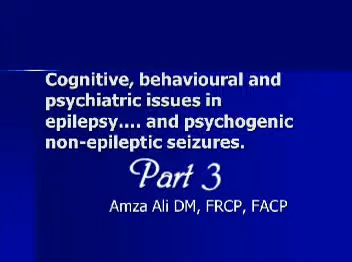 Cognitive, behavioural and
psychiatric issues in
epilepsy.... and psychogenic
non-epileptic seizures.
Part 3
Amza Ali DM, FRCP, FACP